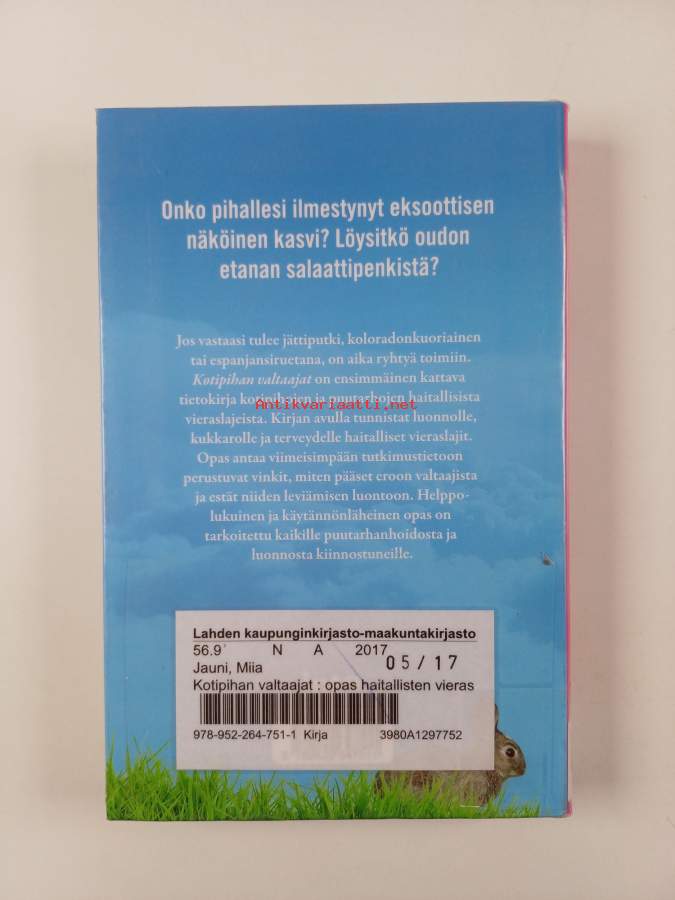 Onko pihallesi ilmestynyt eksoottisen
näköinen kasvi? Löysitkö oudon
etanan salaattipenkistä?
Jos vastaasi tulee jättiputki, koloradonkuoriainen
tai espanjansiruetana, on aika ryhtyä toimiin.
Kotipihan valtaajat on ensimmäinen kattava
tietokirja kotipihojen ja puutarhojen haitallisista
Antikvariaatti.net
vieraslajeista. Kirjan avulla tunnistat luonnolle,
kukkarolle ja terveydelle haitalliset vieraslajit.
Opas antaa viimeisimpään tutkimustietoon
perustuvat vinkit, miten pääset eroon valtaajista
ja estät niiden leviämisen luontoon. Helppo-
lukuinen ja käytännönläheinen opas on
tarkoitettu kaikille puutarhanhoidosta ja
luonnosta kiinnostuneille.
Lahden kaupunginkirjasto-maakuntakirjasto
56.9 N A 2017 05/17
Jauni, Miia
Kotipihan valtaajat : opas haitallisten vieras
978-952-264-751-1 Kirja 3980A1297752